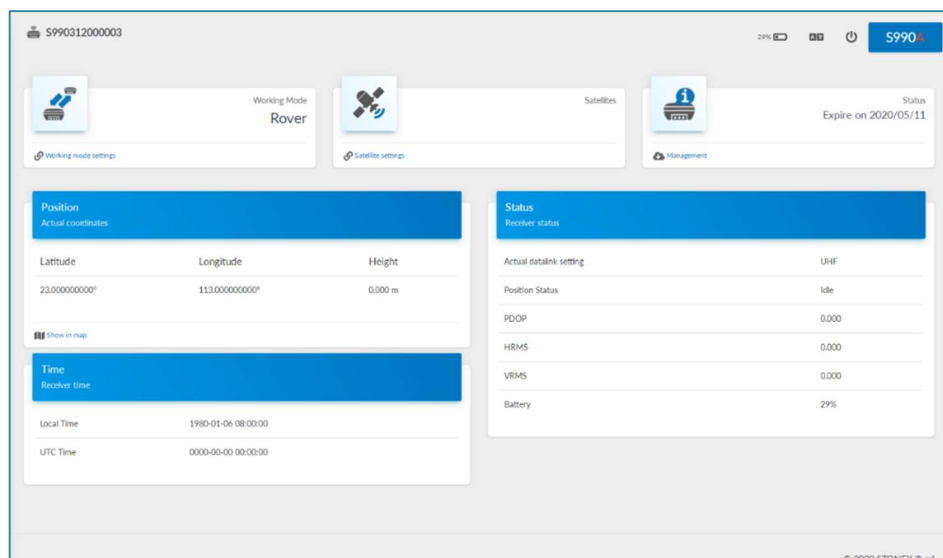 S990312000003
29%
S990A
Working Mode
Rover
Working mode settings
Satellites
Satellite settings
Status
Expire on 2020/05/11
Management
Position
Actual coordinates
Latitude Longitude Height
23.000000000° 113.000000000° 0.000 m
Show in map
Time
Receiver time
Local Time 1980-01-06 08:00:00
UTC Time 0000-00-00 00:00:00
Status
Receiver status
Actual datalink setting UHF
Position Status Idle
PDOP 0.000
HRMS 0.000
VRMS 0.000
Battery 29%